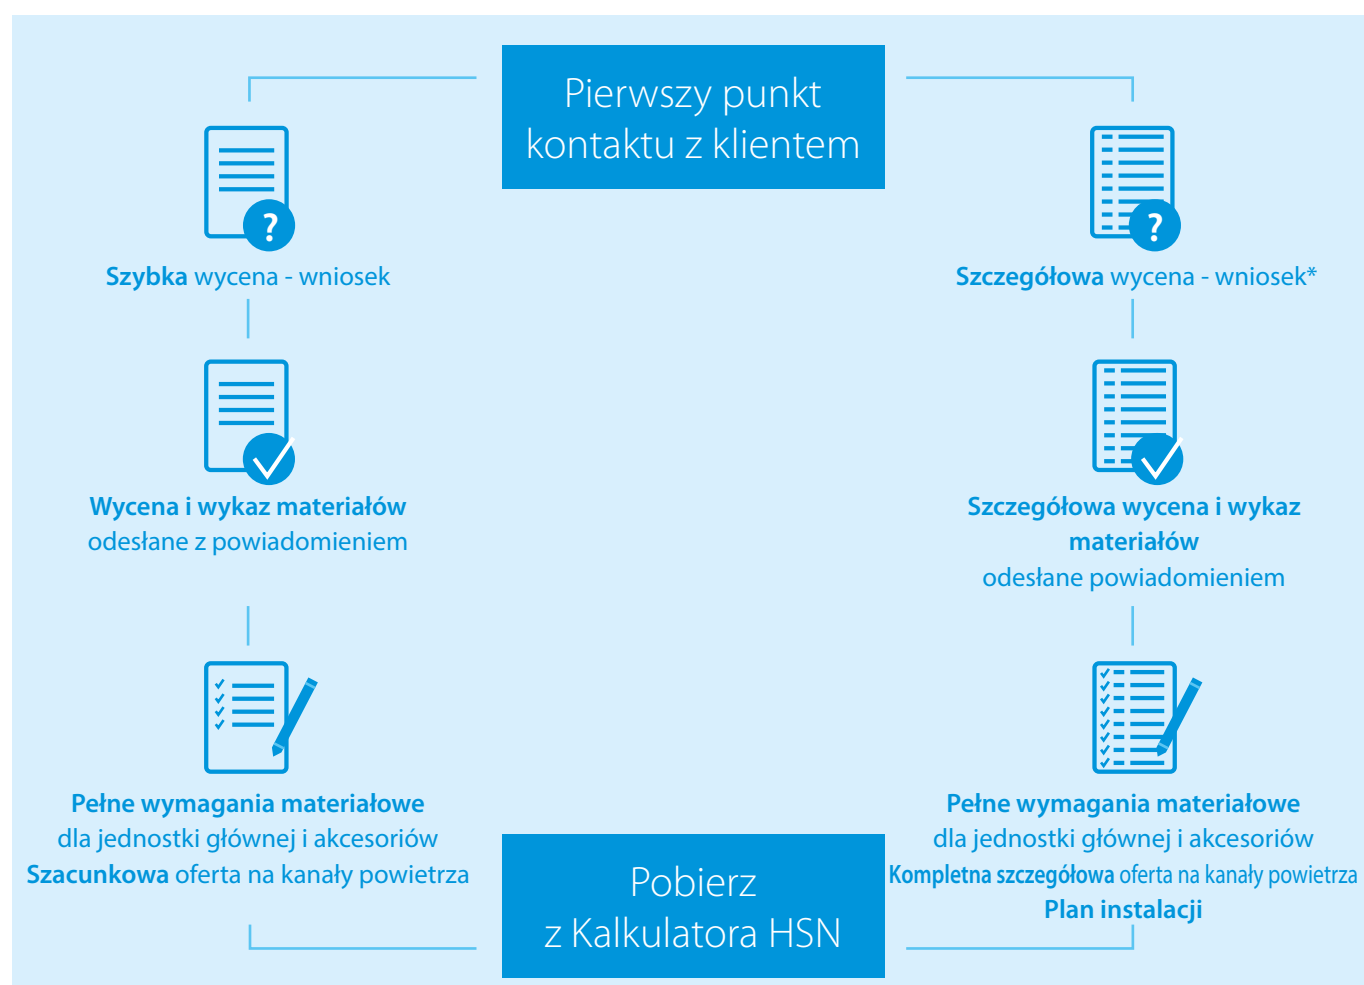 Pierwszy punkt
kontaktu z klientem
?
Szybka wycena - wniosek
Wycena i wykaz materiałów
odesłane z powiadomieniem
Pełne wymagania materiałowe
dla jednostki głównej i akcesoriów
Szacunkowa oferta na kanały powietrza
?
Szczegółowa wycena - wniosek*
Szczegółowa wycena i wykaz
materiałów
odesłane powiadomieniem
Pełne wymagania materiałowe
dla jednostki głównej i akcesoriów
Kompletna szczegółowa oferta na kanały powietrza
Plan instalacji
Pobierz
z Kalkulatora HSN